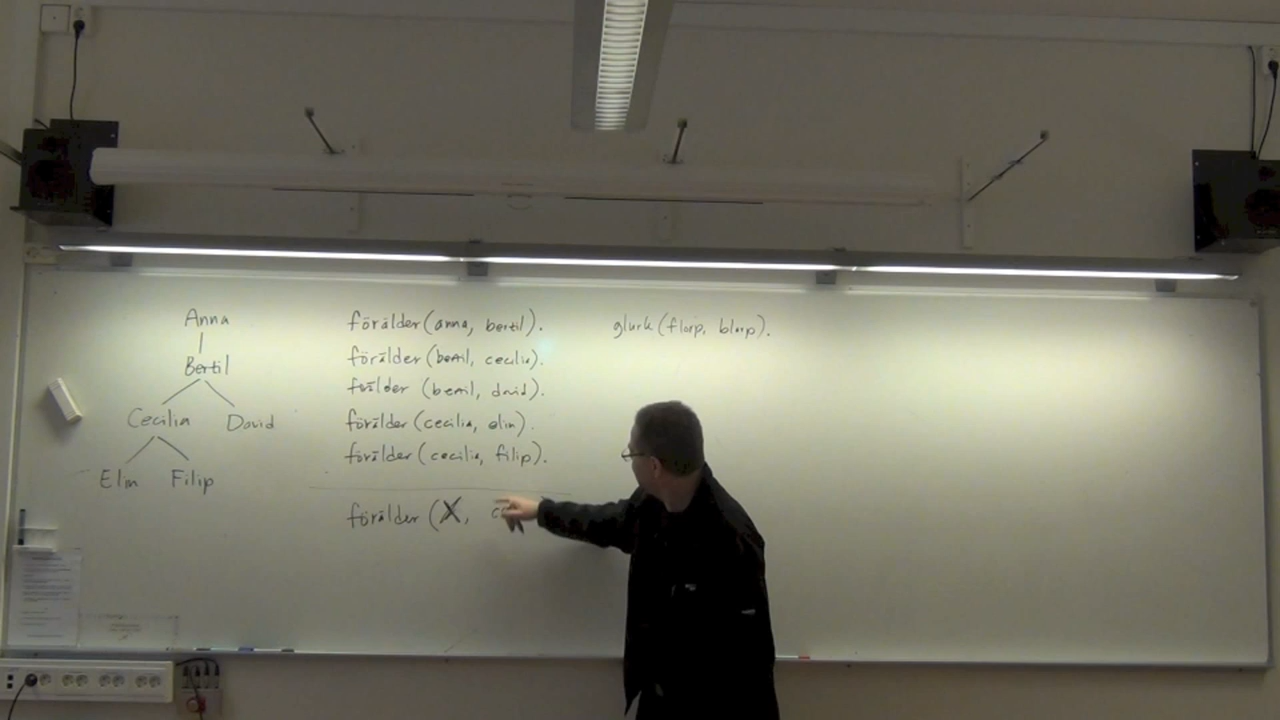 Anna
Bertil
Cecilia David
Elin Filip
förälder (anna, bertil).
förälder (bertil, cecilia).
förälder (bertil, david).
förälder (cecilia, elin).
förälder (cecilia, filip).
förälder (X,
glurk (florp, blorp).